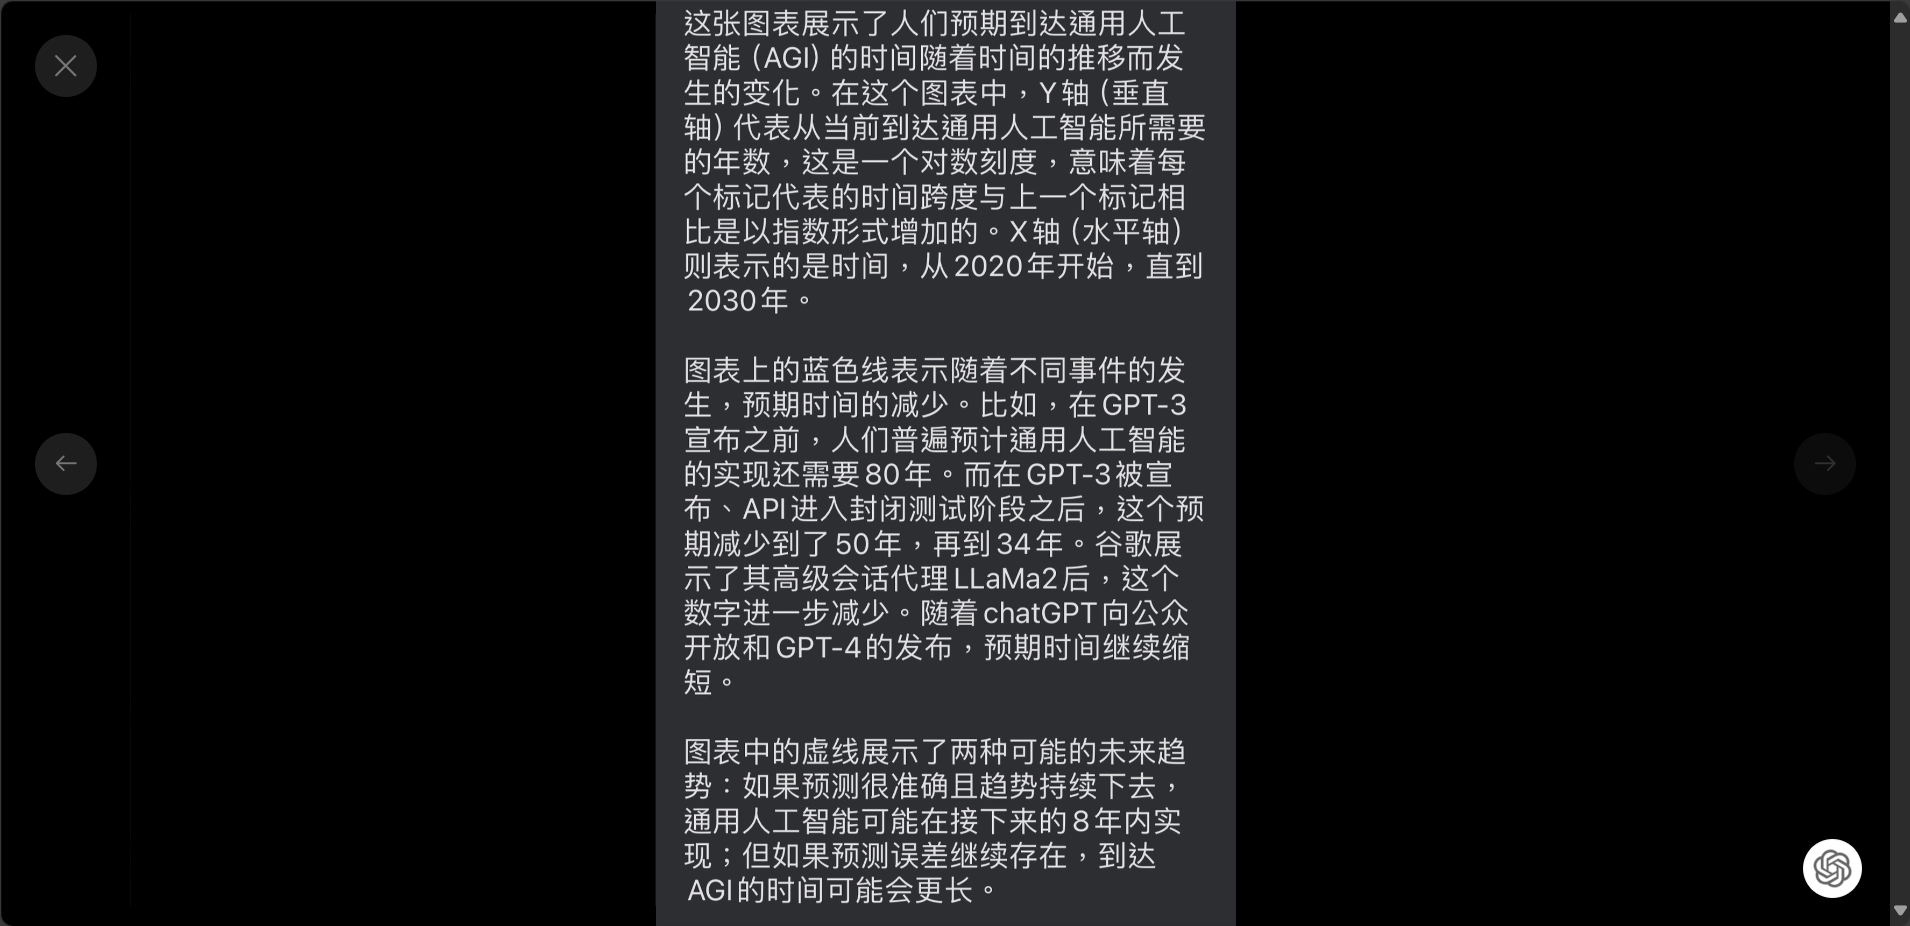 这张图表展示了人们预期到达通用人工
智能（AGI）的时间随着时间的推移而发
生的变化。在这个图表中，Y轴（垂直
轴）代表从当前到达通用人工智能所需要
的年数，这是一个对数刻度，意味着每
个标记代表的时间跨度与上一个标记相
比是以指数形式增加的。X轴（水平轴）
则表示的是时间，从2020年开始，直到
2030年。
图表上的蓝色线表示随着不同事件的发
生，预期时间的减少。比如，在GPT-3
宣布之前，人们普遍预计通用人工智能
的实现还需要80年。而在GPT-3被宣
布、API进入封闭测试阶段之后，这个预
期减少到了50年，再到34年。谷歌展
示了其高级会话代理LLaMa2后，这个
数字进一步减少。随着chatGPT向公众
开放和GPT-4的发布，预期时间继续缩
短。
图表中的虚线展示了两种可能的未来趋
势：如果预测很准确且趋势持续下去，
通用人工智能可能在接下来的8年内实
现；但如果预测误差继续存在，到达
AGI的时间可能会更长。